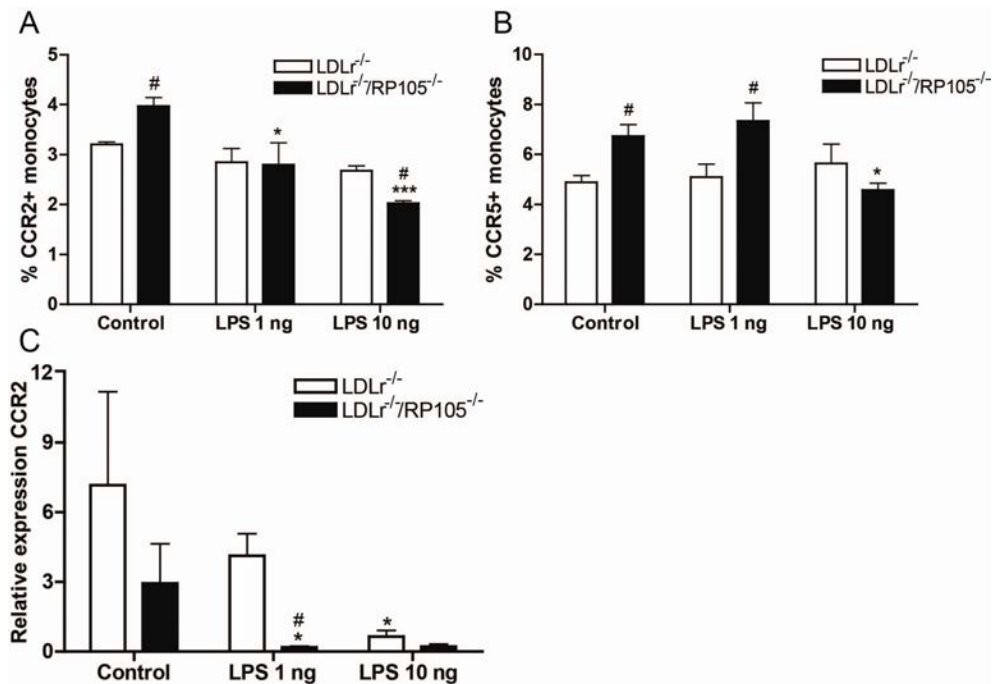 A
% CCR2+ monocytes
5
4
3
2
1
0
LDLr-/-
LDLr-/-/RP105-/-
#
*
#
***
Control LPS 1 ng LPS 10 ng
B
% CCR5+ monocytes
10
8
6
4
2
0
LDLr-/-
LDLr-/-/RP105-/-
#
#
*
Control LPS 1 ng LPS 10 ng
C
Relative expression CCR2
12
9
6
3
0
LDLr-/-
LDLr-/-/RP105-/-
#
*
*
Control LPS 1 ng LPS 10 ng